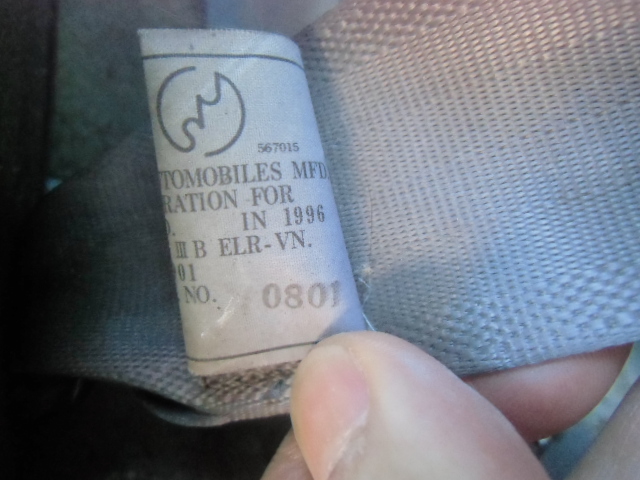 567015
TOMOBILES MFD.
RATION FOR
. IN 1996
III B ELR-VN.
01
. NO. 0801